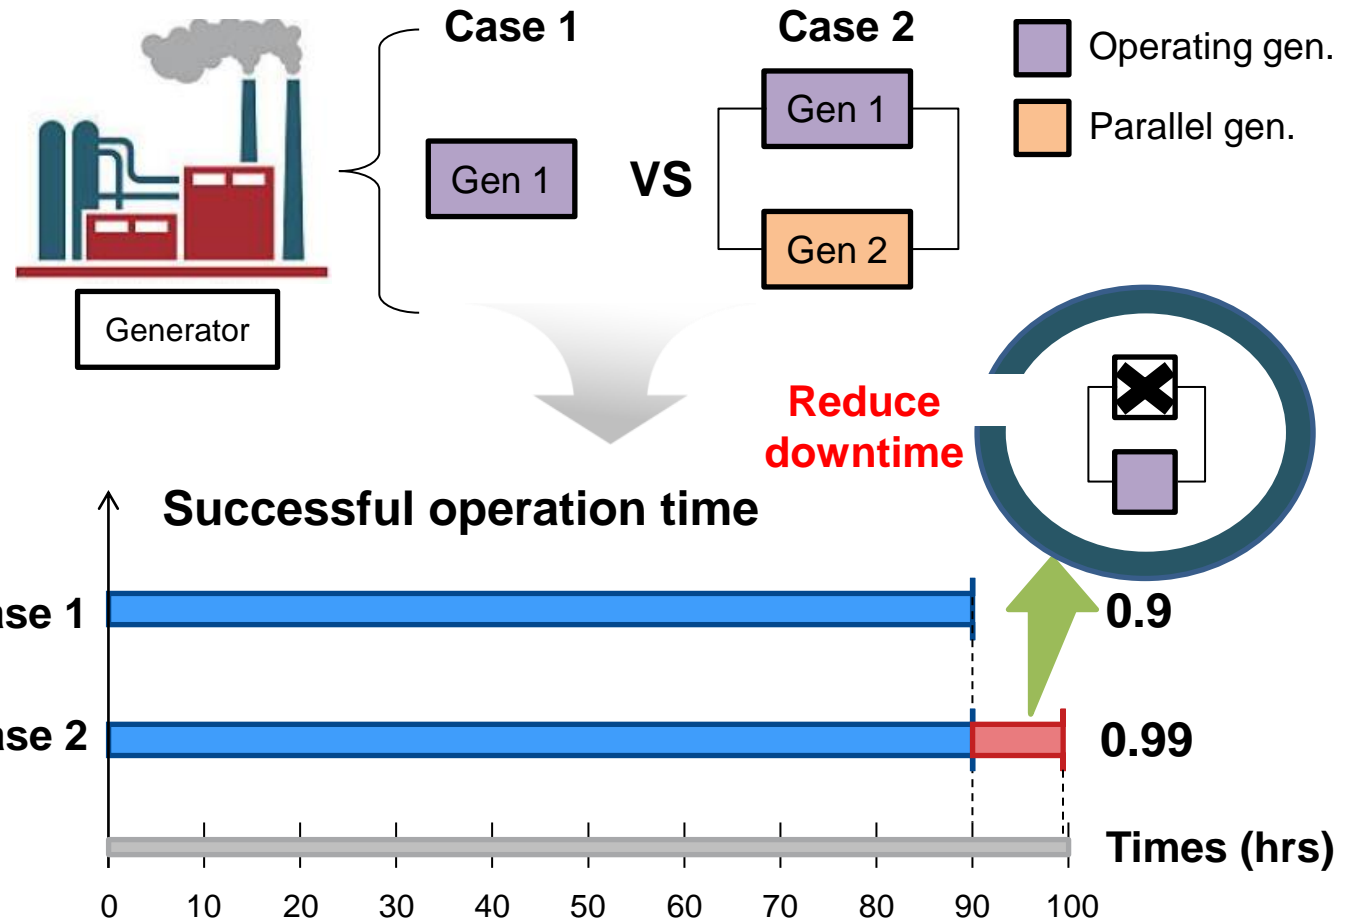 Case 1
Case 2
Operating gen.
Gen 1
Parallel gen.
Gen 1
VS
Gen 2
Generator
Reduce
downtime
Successful operation time
ase 1
0.9
ase 2
0.99
Times (hrs)
0 10 20 30 40 50 60 70 80 90 100